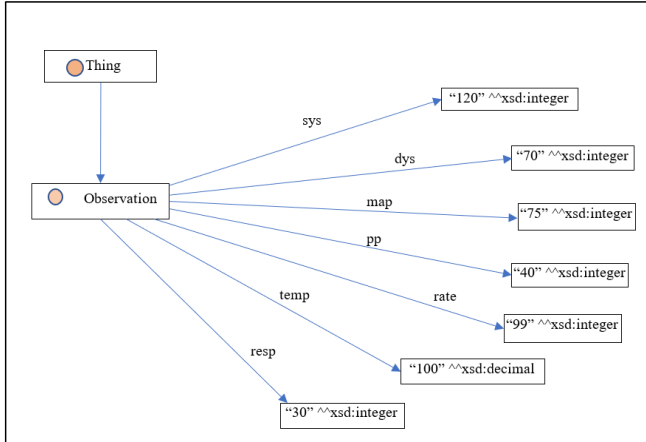 Thing
“120” ^^xsd:integer
sys
“70” ^^xsd:integer
dys
Observation
map
“75” ^^xsd:integer
pp
“40” ^^xsd:integer
temp
rate
“99” ^^xsd:integer
resp
“100” ^^xsd:decimal
“30” ^^xsd:integer